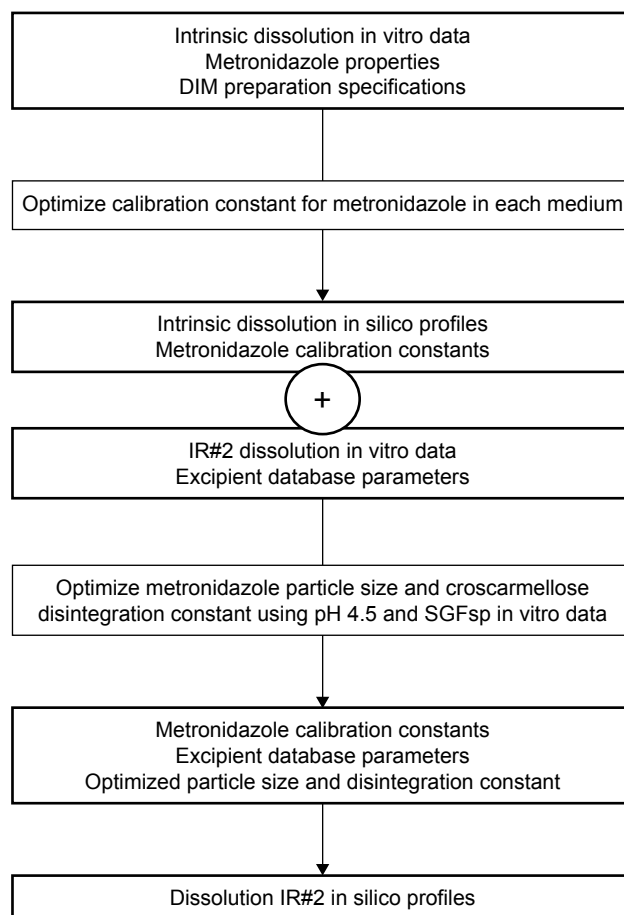 Intrinsic dissolution in vitro data
Metronidazole properties
DIM preparation specifications
Optimize calibration constant for metronidazole in each medium
Intrinsic dissolution in silico profiles
Metronidazole calibration constants
+
IR#2 dissolution in vitro data
Excipient database parameters
Optimize metronidazole particle size and croscarmellose
disintegration constant using pH 4.5 and SGFsp in vitro data
Metronidazole calibration constants
Excipient database parameters
Optimized particle size and disintegration constant
Dissolution IR#2 in silico profiles